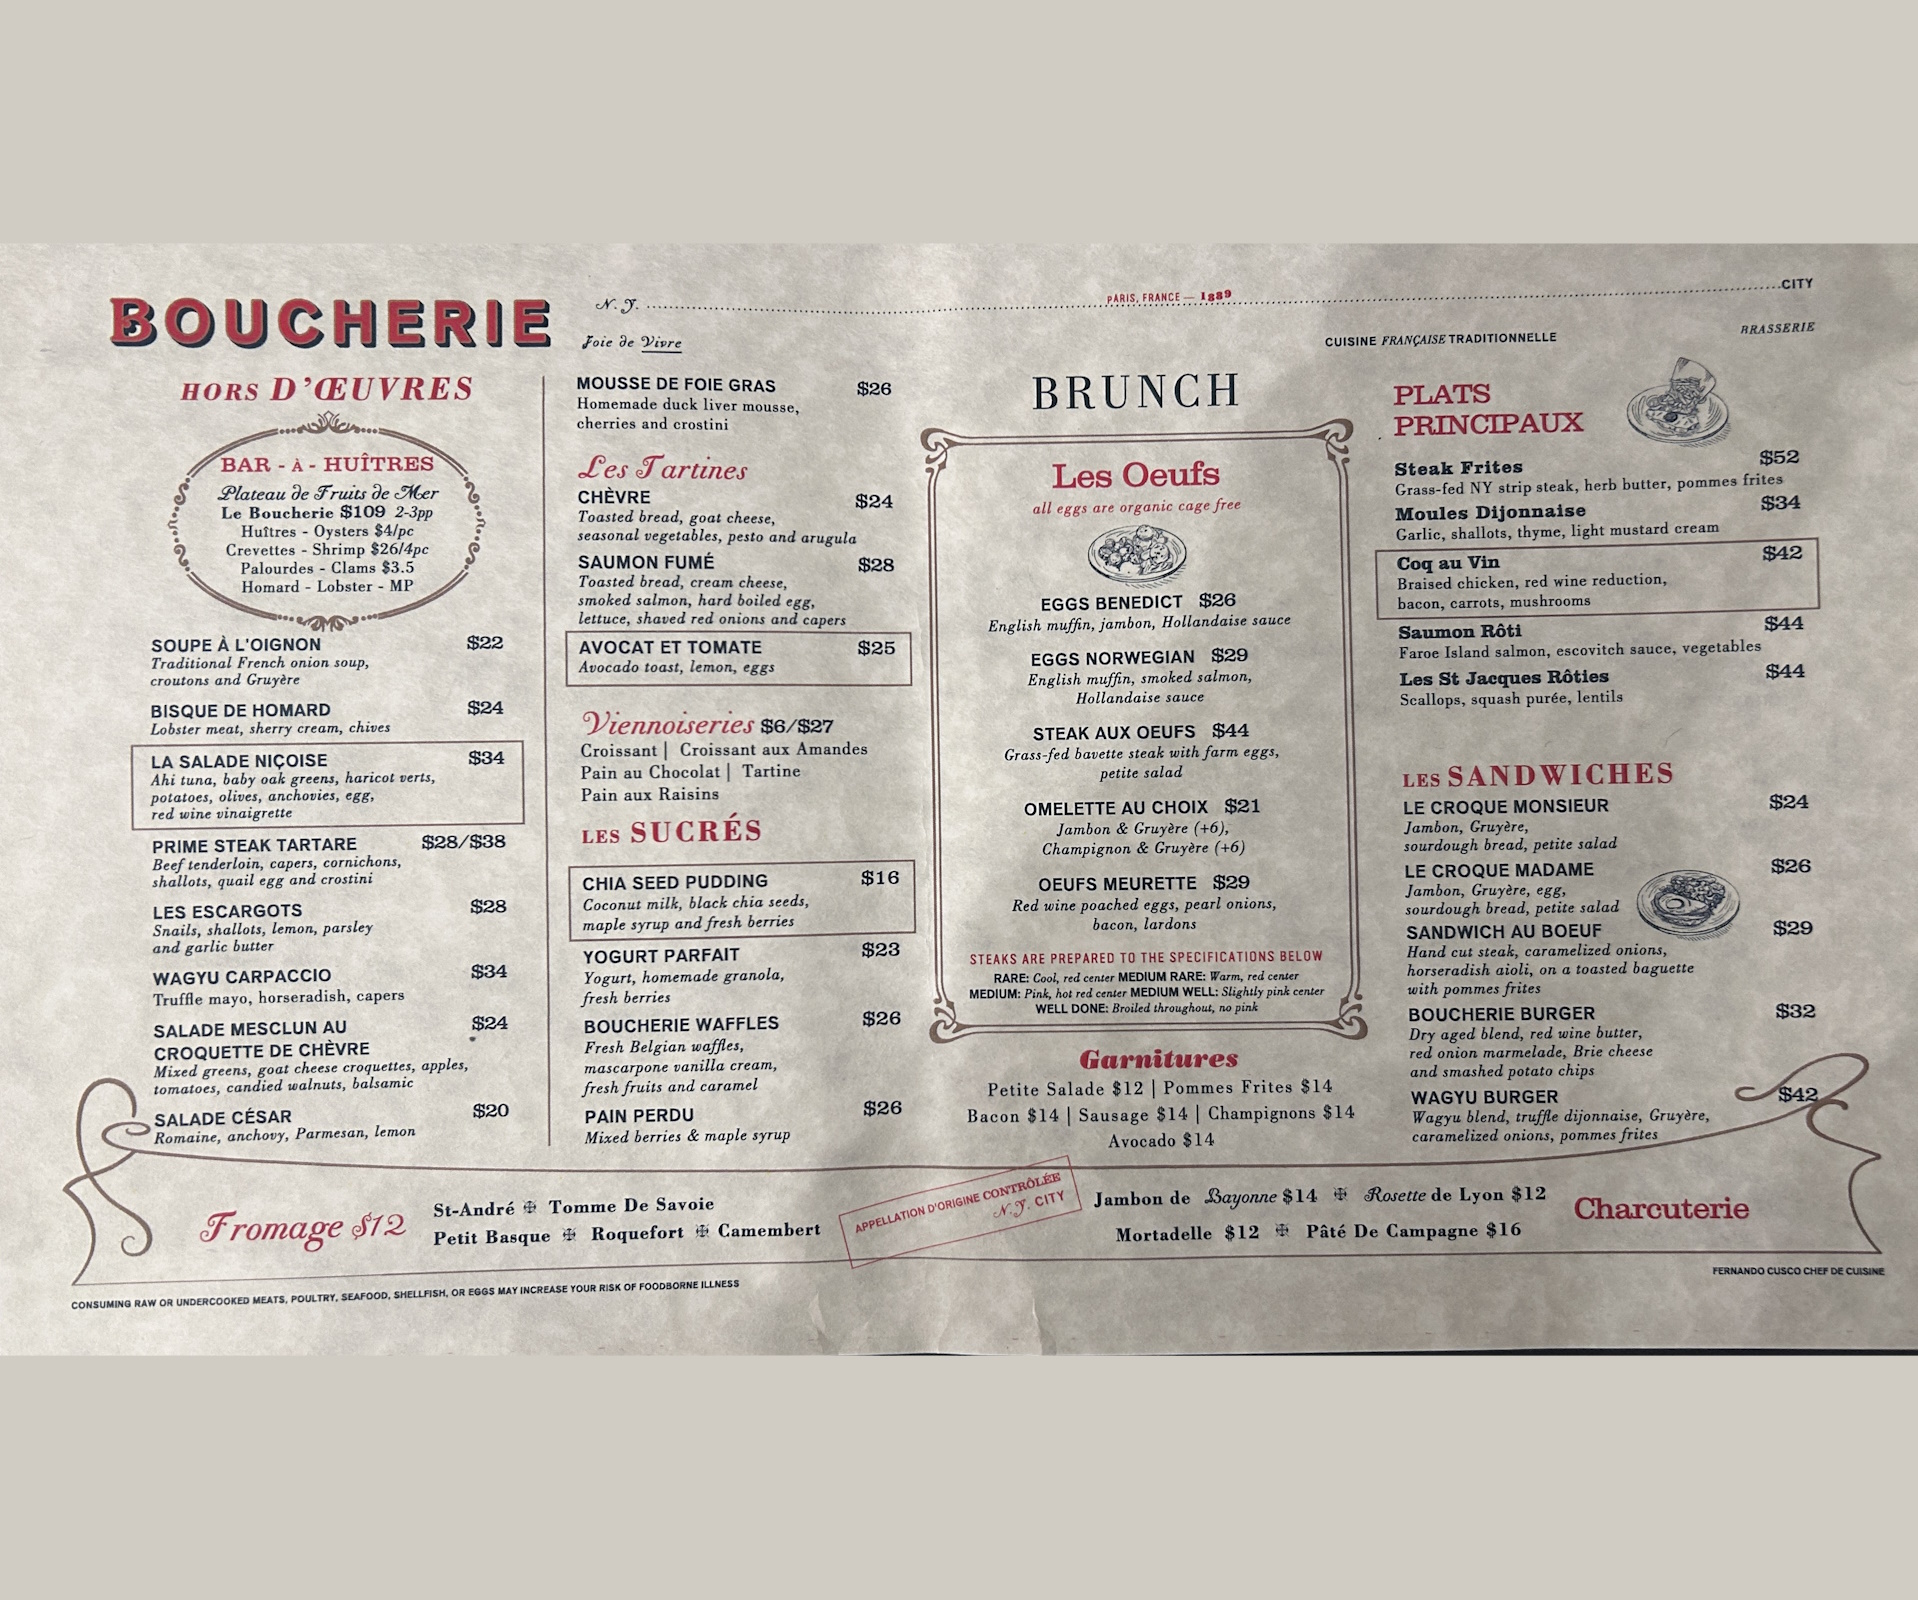 BOUCHERIE
N.Y. PARIS, FRANCE — 1889 CITY
Joie de Vivre
CUISINE FRANÇAISE TRADITIONNELLE
BRASSERIE
HORS D'ŒUVRES
BAR - À - HUÎTRES
Plateau de Fruits de Mer
Le Boucherie $109 2-3pp
Huîtres - Oysters $4/pc
Crevettes - Shrimp $26/4pc
Palourdes - Clams $3.5
Homard - Lobster - MP
SOUPE À L'OIGNON $22
Traditional French onion soup,
croutons and Gruyère
BISQUE DE HOMARD $24
Lobster meat, sherry cream, chives
LA SALADE NIÇOISE $34
Ahi tuna, baby oak greens, haricot verts,
potatoes, olives, anchovies, egg,
red wine vinaigrette
PRIME STEAK TARTARE $28/$38
Beef tenderloin, capers, cornichons,
shallots, quail egg and crostini
LES ESCARGOTS $28
Snails, shallots, lemon, parsley
and garlic butter
WAGYU CARPACCIO $34
Truffle mayo, horseradish, capers
SALADE MESCLUN AU $24
CROQUETTE DE CHÈVRE
Mixed greens, goat cheese croquettes, apples,
tomatoes, candied walnuts, balsamic
SALADE CÉSAR $20
Romaine, anchovy, Parmesan, lemon
MOUSSE DE FOIE GRAS $26
Homemade duck liver mousse,
cherries and crostini
Les Tartines
CHÈVRE $24
Toasted bread, goat cheese,
seasonal vegetables, pesto and arugula
SAUMON FUMÉ $28
Toasted bread, cream cheese,
smoked salmon, hard boiled egg,
lettuce, shaved red onions and capers
AVOCAT ET TOMATE $25
Avocado toast, lemon, eggs
Viennoiseries $6/$27
Croissant | Croissant aux Amandes
Pain au Chocolat | Tartine
Pain aux Raisins
LES SUCRÉS
CHIA SEED PUDDING $16
Coconut milk, black chia seeds,
maple syrup and fresh berries
YOGURT PARFAIT $23
Yogurt, homemade granola,
fresh berries
BOUCHERIE WAFFLES $26
Fresh Belgian waffles,
mascarpone vanilla cream,
fresh fruits and caramel
PAIN PERDU $26
Mixed berries & maple syrup
BRUNCH
Les Oeufs
all eggs are organic cage free
EGGS BENEDICT $26
English muffin, jambon, Hollandaise sauce
EGGS NORWEGIAN $29
English muffin, smoked salmon,
Hollandaise sauce
STEAK AUX OEUFS $44
Grass-fed bavette steak with farm eggs,
petite salad
OMELETTE AU CHOIX $21
Jambon & Gruyère (+6),
Champignon & Gruyère (+6)
OEUFS MEURETTE $29
Red wine poached eggs, pearl onions,
bacon, lardons
STEAKS ARE PREPARED TO THE SPECIFICATIONS BELOW
RARE: Cool, red center MEDIUM RARE: Warm, red center
MEDIUM: Pink, hot red center MEDIUM WELL: Slightly pink center
WELL DONE: Broiled throughout, no pink
Garnitures
Petite Salade $12 | Pommes Frites $14
Bacon $14 | Sausage $14 | Champignons $14
Avocado $14
PLATS
PRINCIPAUX
Steak Frites $52
Grass-fed NY strip steak, herb butter, pommes frites
Moules Dijonnaise $34
Garlic, shallots, thyme, light mustard cream
Coq au Vin $42
Braised chicken, red wine reduction,
bacon, carrots, mushrooms
Saumon Rôti $44
Faroe Island salmon, escovitch sauce, vegetables
Les St Jacques Rôties $44
Scallops, squash purée, lentils
LES SANDWICHES
LE CROQUE MONSIEUR $24
Jambon, Gruyère,
sourdough bread, petite salad
LE CROQUE MADAME $26
Jambon, Gruyère, egg,
sourdough bread, petite salad
SANDWICH AU BOEUF $29
Hand cut steak, caramelized onions,
horseradish aioli, on a toasted baguette
with pommes frites
BOUCHERIE BURGER $32
Dry aged blend, red wine butter,
red onion marmelade, Brie cheese
and smashed potato chips
WAGYU BURGER $42
Wagyu blend, truffle dijonnaise, Gruyère,
caramelized onions, pommes frites
Fromage $12
St-André ✠ Tomme De Savoie
Petit Basque ✠ Roquefort ✠ Camembert
APPELLATION D'ORIGINE CONTRÔLÉE
N.Y. CITY
Jambon de Bayonne $14 ✠ Rosette de Lyon $12
Mortadelle $12 ✠ Pâté De Campagne $16
Charcuterie
FERNANDO CUSCO CHEF DE CUISINE
CONSUMING RAW OR UNDERCOOKED MEATS, POULTRY, SEAFOOD, SHELLFISH, OR EGGS MAY INCREASE YOUR RISK OF FOODBORNE ILLNESS